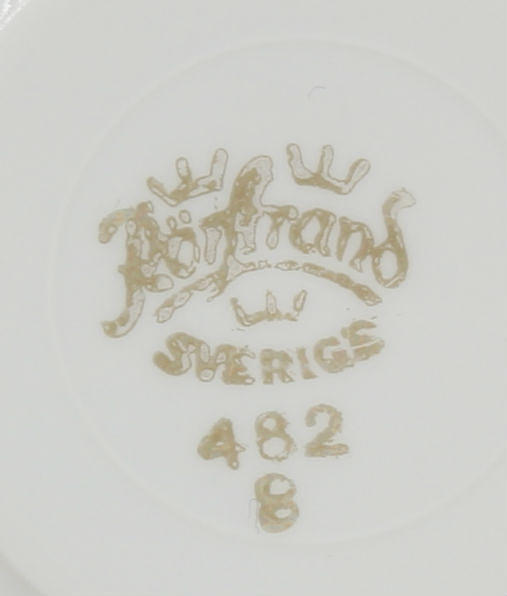 Rörstrand
SVERIGE
482
8